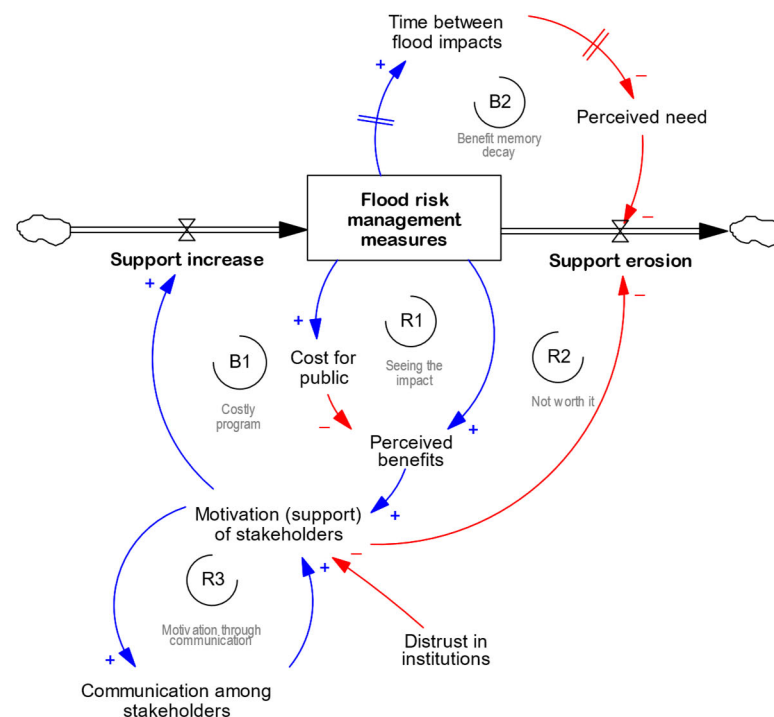 Time between
flood impacts
+
–
B2
Benefit memory
decay
Perceived need
Flood risk
management
measures
–
Support increase
Support erosion
+
–
+
B1
Costly
program
Cost for
public
R1
Seeing the
impact
R2
Not worth it
–
+
Perceived
benefits
+
Motivation (support)
of stakeholders
–
+
R3
Motivation through
communication
Distrust in
institutions
+
Communication among
stakeholders